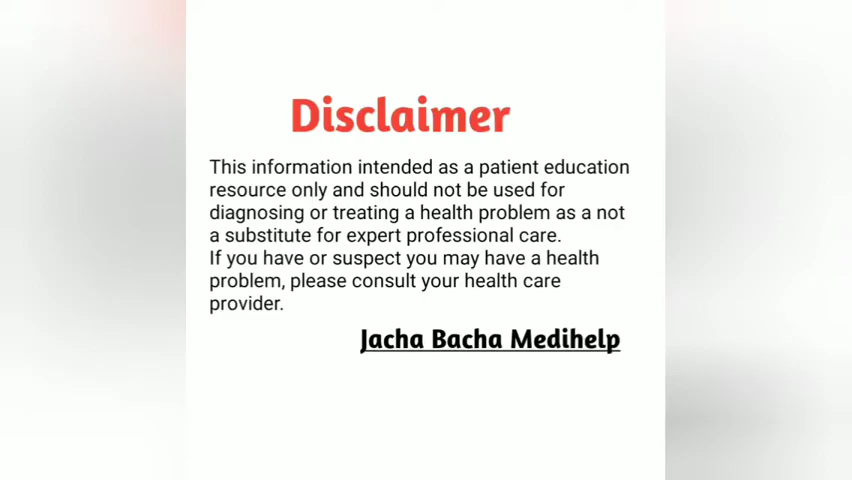 Disclaimer
This information intended as a patient education
resource only and should not be used for
diagnosing or treating a health problem as a not
a substitute for expert professional care.
If you have or suspect you may have a health
problem, please consult your health care
provider.
Jacha Bacha Medihelp